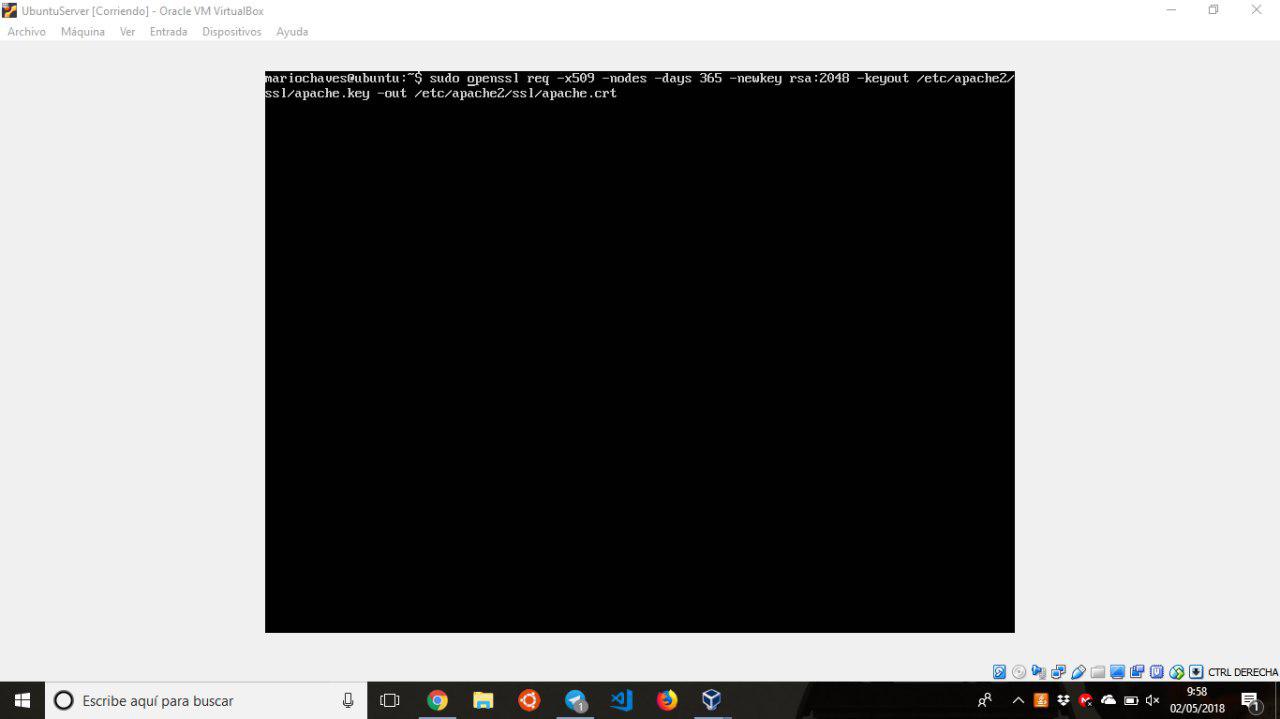 UbuntuServer [Corriendo] - Oracle VM VirtualBox
Archivo Máquina Ver Entrada Dispositivos Ayuda
mariochaves@ubuntu:~$ sudo openssl req -x509 -nodes -days 365 -newkey rsa:2048 -keyout /etc/apache2/
ssl/apache.key -out /etc/apache2/ssl/apache.crt
CTRL DERECHA
Escribe aquí para buscar
1
9:58
02/05/2018
1